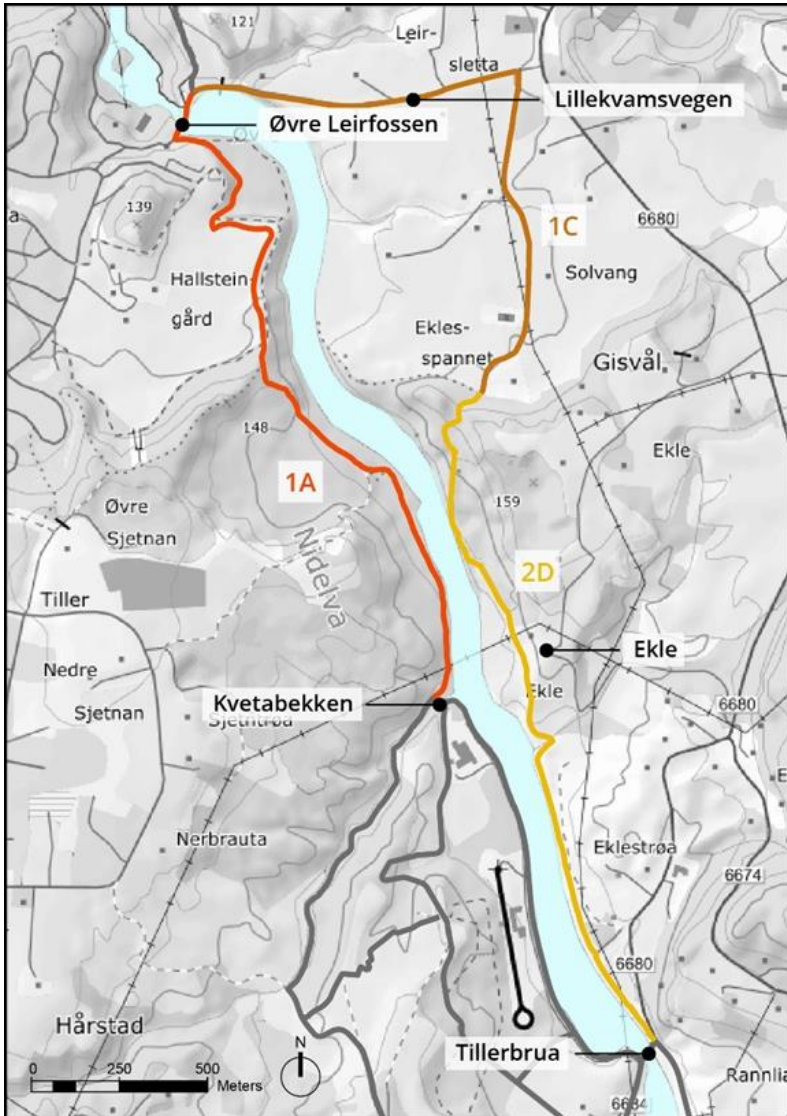 121
Leir-
sletta
Lillekvamsvegen
Øvre Leirfossen
139
a
1C
6680
Hallstein
gård
Solvang
Ekles-
spannet
Gisvål
148
1A
Ekle
159
Øvre
Sjetnan
Nidelva
2D
Tiller
Ekle
Nedre
Sjetnan
Kvetabekken
Ekle
Sjetntrøa
6680
E
Nerbrauta
Eklestrøa
6674
6680
Hårstad
N
Tillerbrua
0 250 500
Meters
Rannlia
6684